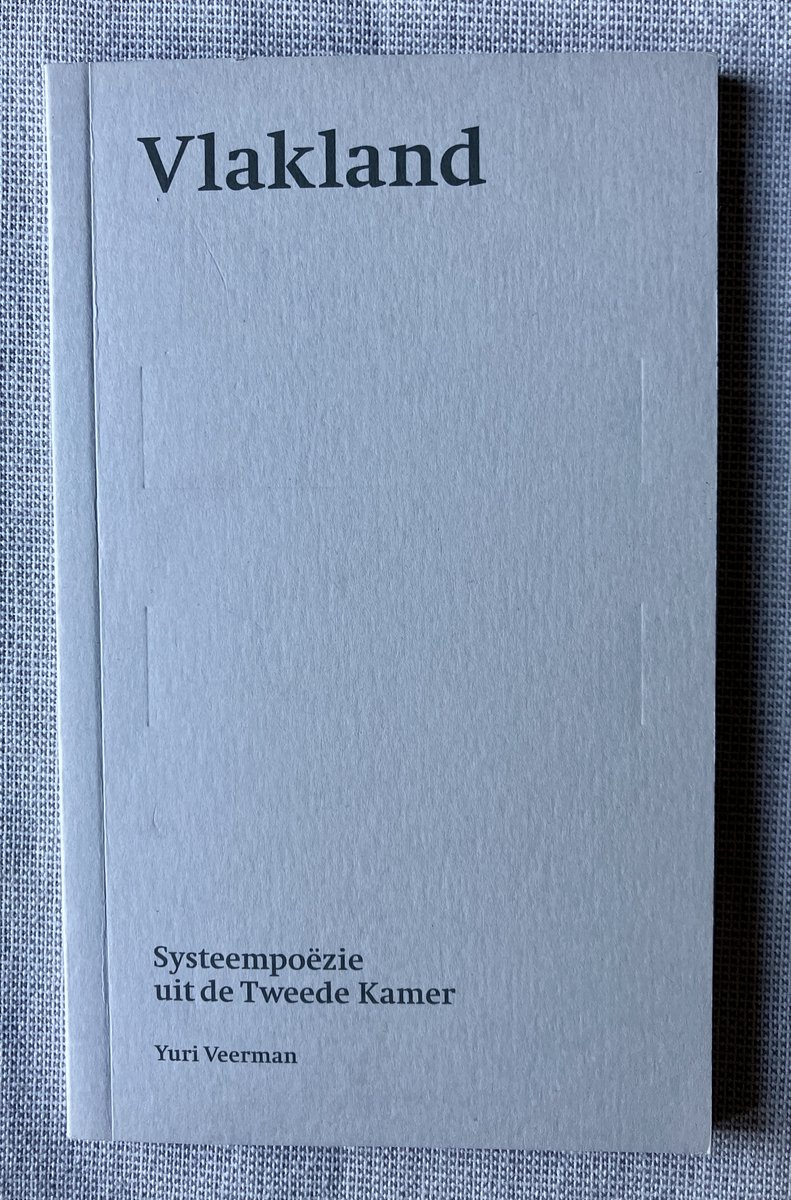 Vlakland
Systeempoëzie
uit de Tweede Kamer
Yuri Veerman